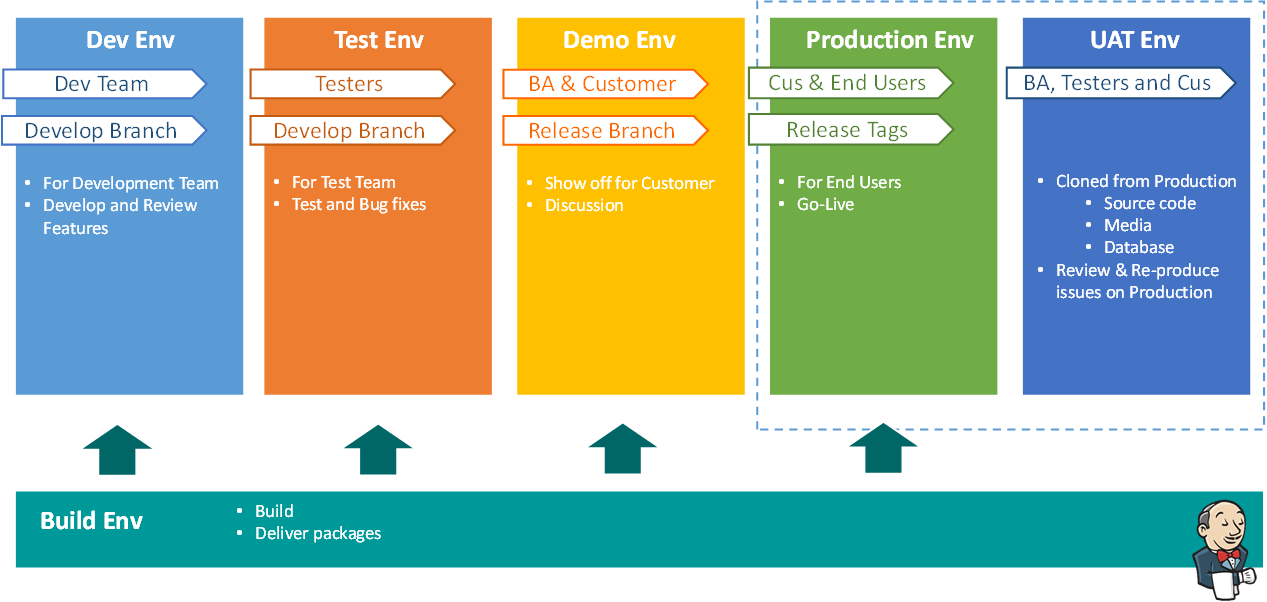 Dev Env
Dev Team
Develop Branch
• For Development Team
• Develop and Review
Features
Test Env
Testers
Develop Branch
• For Test Team
• Test and Bug fixes
Demo Env
BA & Customer
Release Branch
• Show off for Customer
• Discussion
Production Env
Cus & End Users
Release Tags
• For End Users
• Go-Live
UAT Env
BA, Testers and Cus
• Cloned from Production
• Source code
• Media
• Database
• Review & Re-produce
issues on Production
Build Env
• Build
• Deliver packages